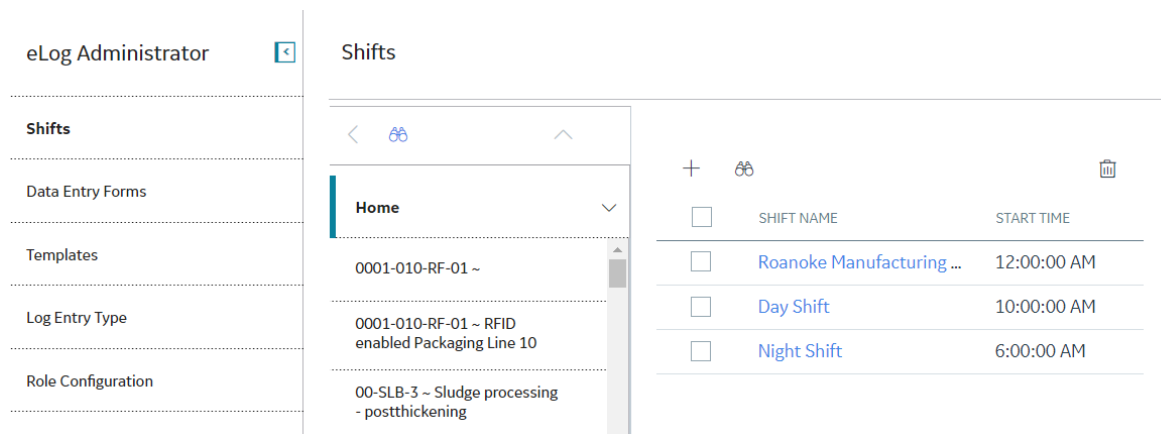 eLog Administrator
Shifts
Data Entry Forms
Templates
Log Entry Type
Role Configuration
Shifts
Home
0001-010-RF-01 ~
0001-010-RF-01 ~ RFID
enabled Packaging Line 10
00-SLB-3 ~ Sludge processing
- postthickening
SHIFT NAME START TIME
Roanoke Manufacturing ... 12:00:00 AM
Day Shift 10:00:00 AM
Night Shift 6:00:00 AM